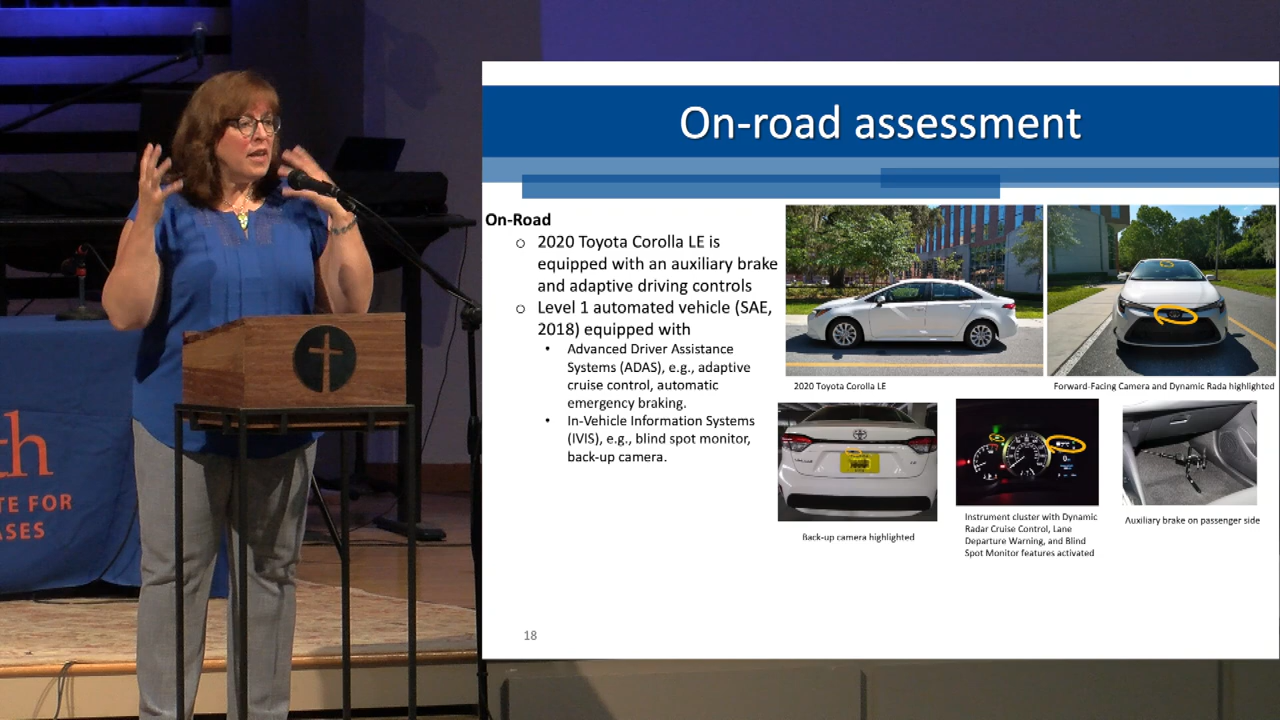 On-road assessment
On-Road
2020 Toyota Corolla LE is
equipped with an auxiliary brake
and adaptive driving controls
Level 1 automated vehicle (SAE,
2018) equipped with
Advanced Driver Assistance
Systems (ADAS), e.g., adaptive
cruise control, automatic
emergency braking.
In-Vehicle Information Systems
(IVIS), e.g., blind spot monitor,
back-up camera.
2020 Toyota Corolla LE
Forward-Facing Camera and Dynamic Rada highlighted
Back-up camera highlighted
Instrument cluster with Dynamic
Radar Cruise Control, Lane
Departure Warning, and Blind
Spot Monitor features activated
Auxiliary brake on passenger side
18
th
TE FOR
ASES